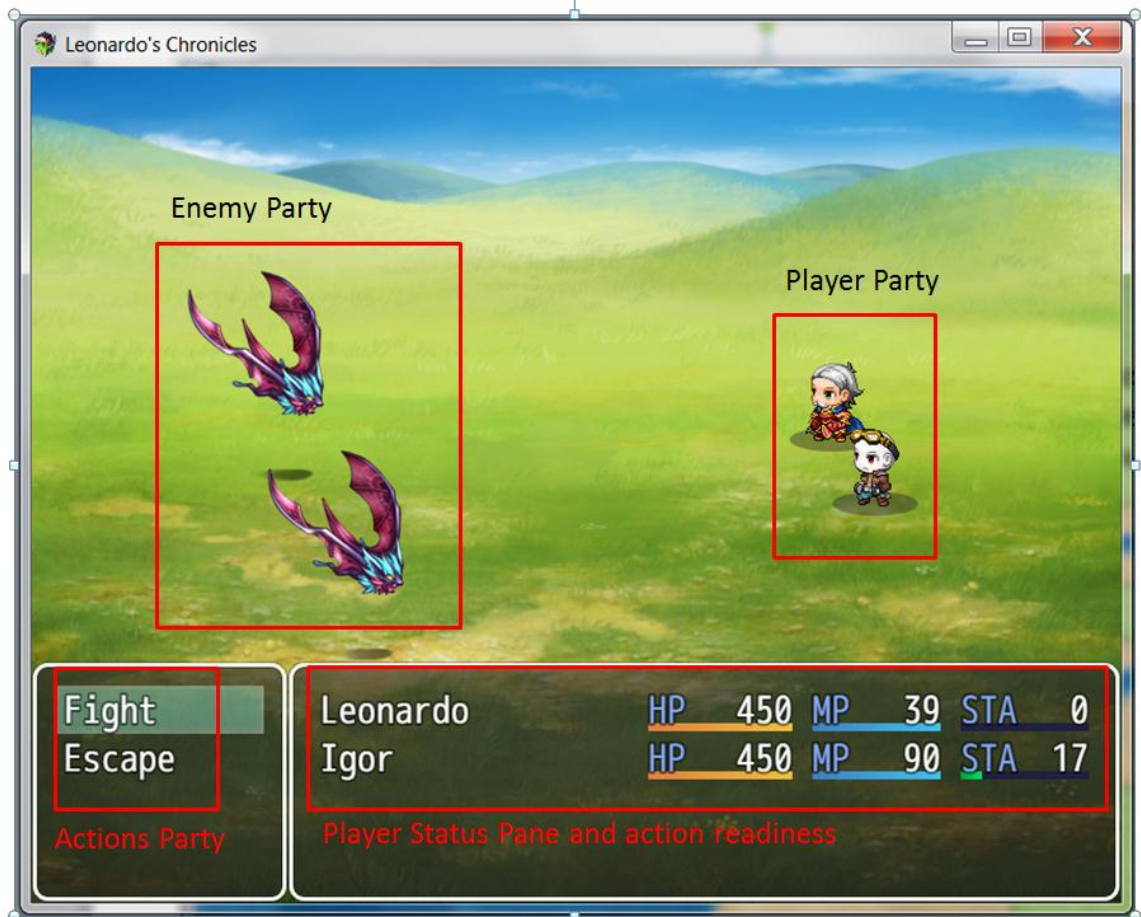 Leonardo's Chronicles
Enemy Party
Player Party
Fight
Escape
Leonardo HP 450 MP 39 STA 0
Igor HP 450 MP 90 STA 17
Actions Party
Player Status Pane and action readiness